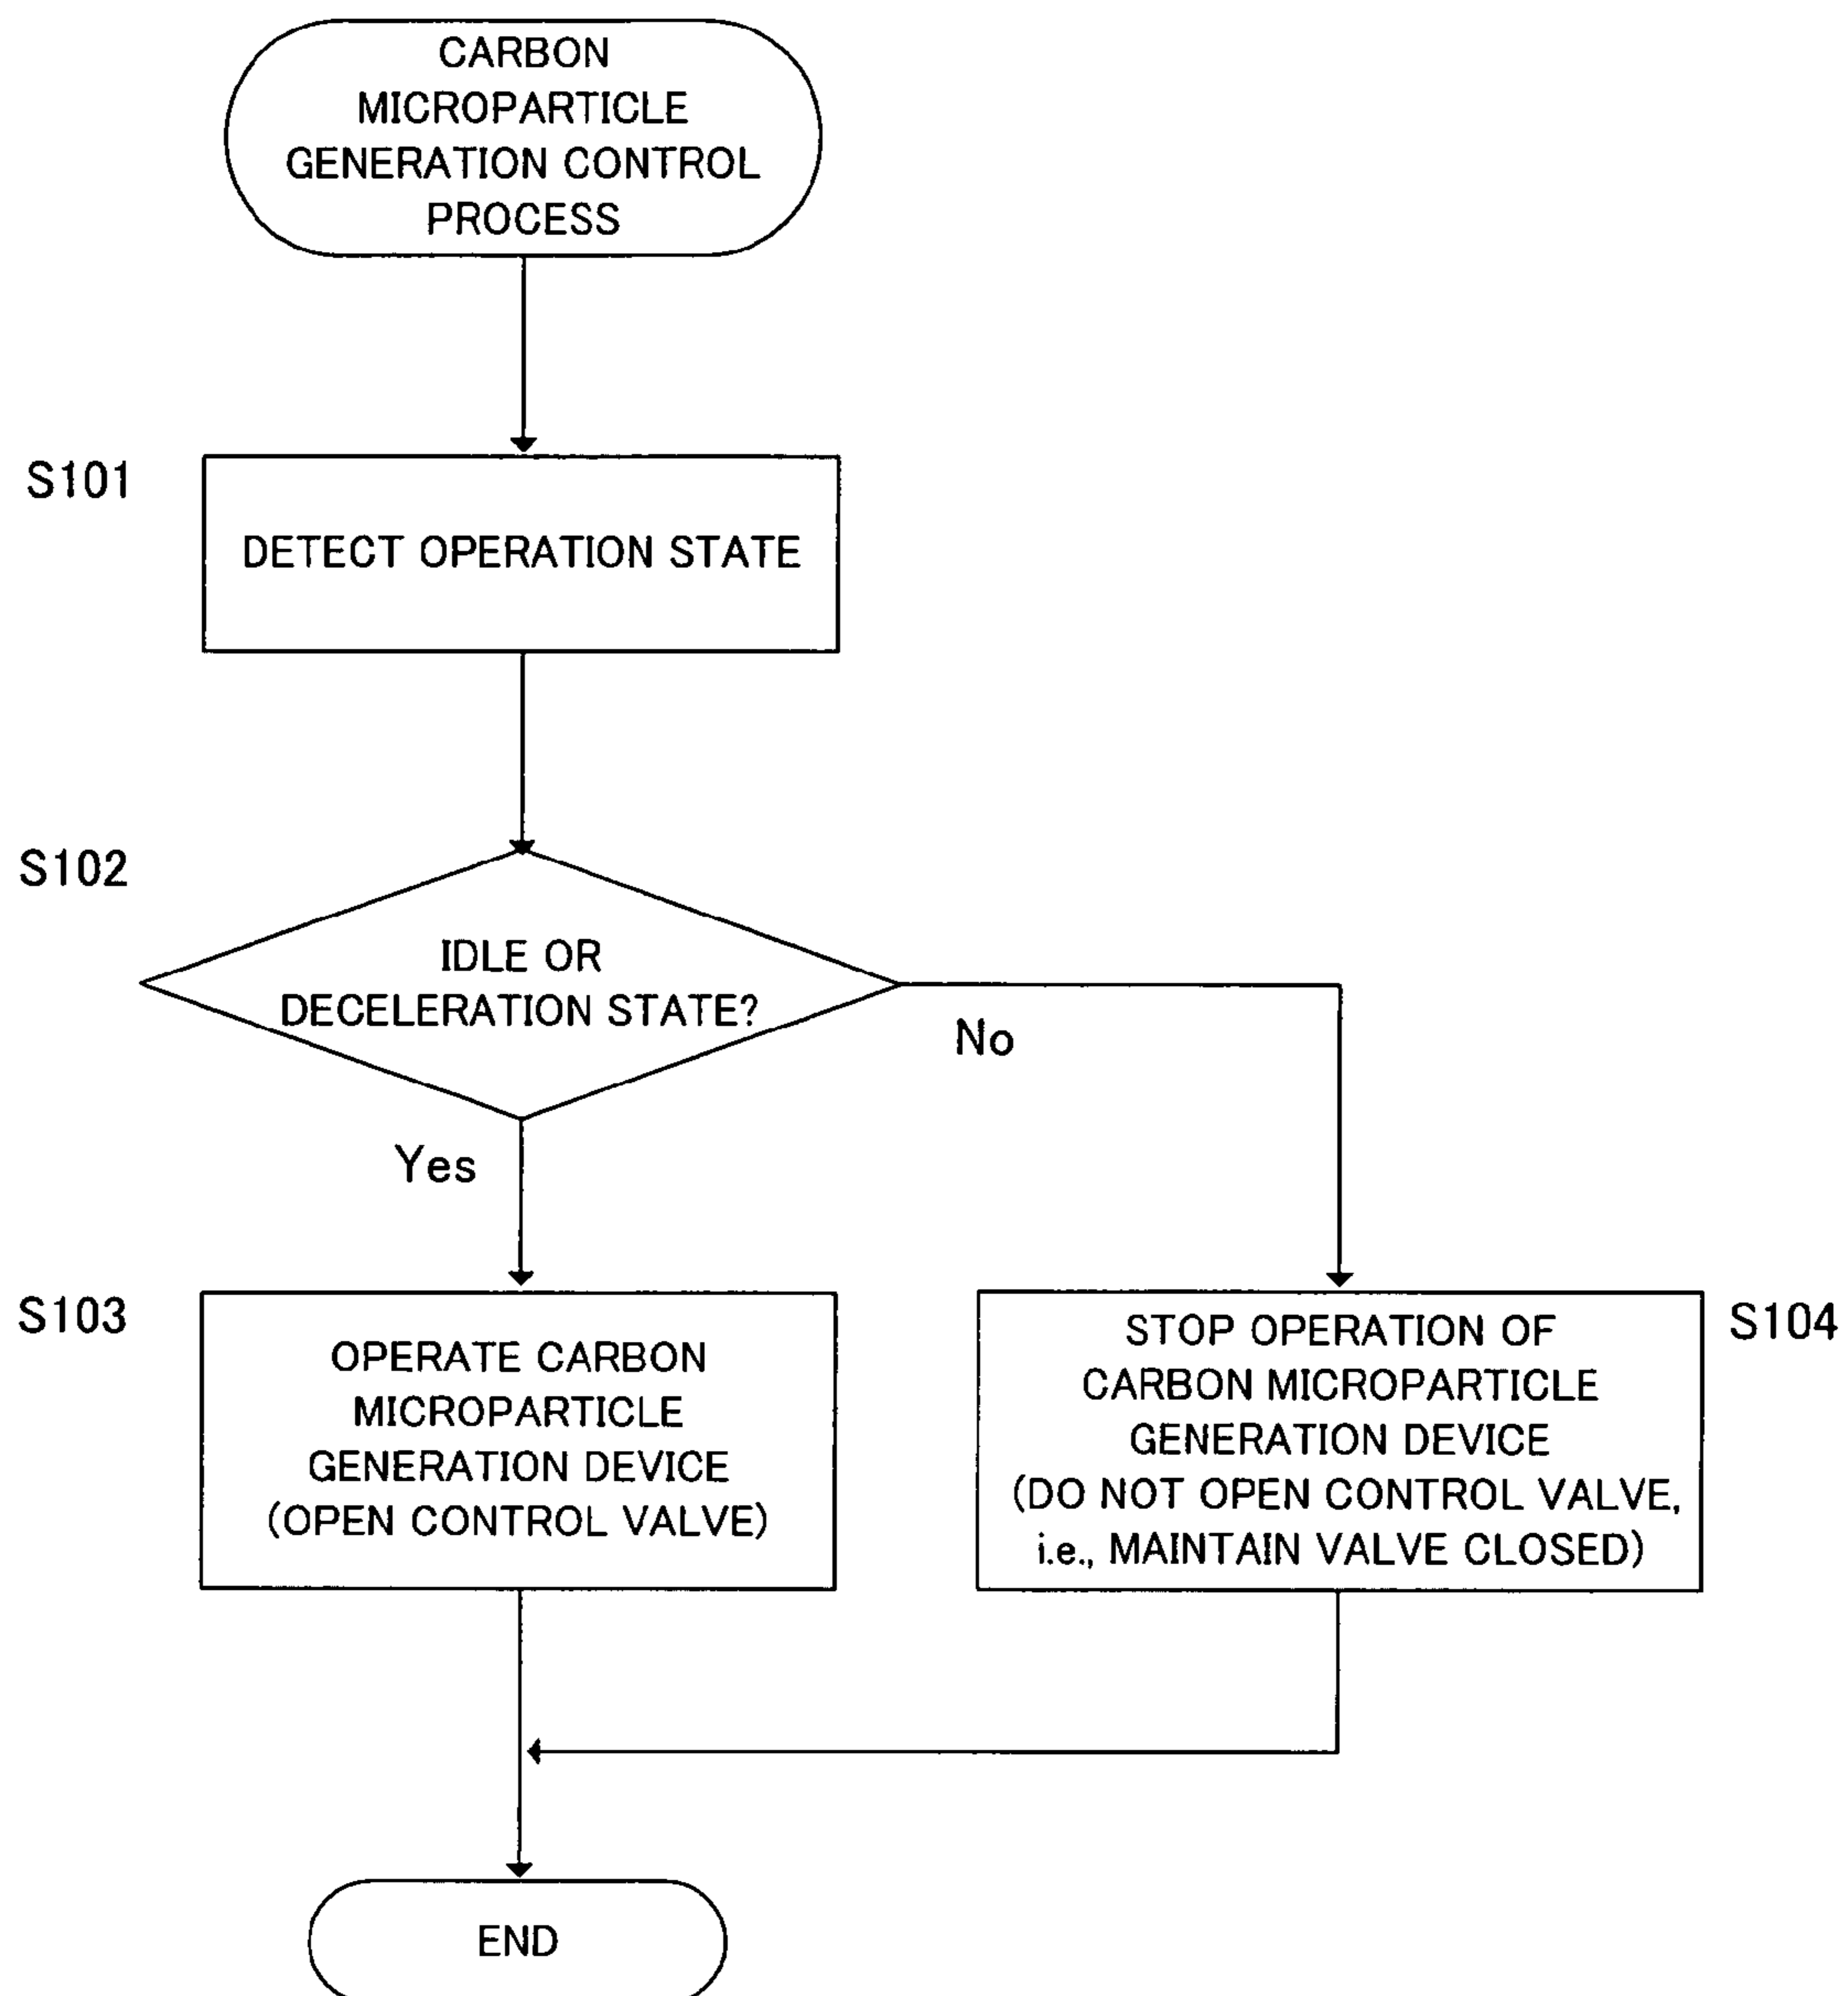 CARBON
MICROPARTICLE
GENERATION CONTROL
PROCESS
S101
DETECT OPERATION STATE
S102
IDLE OR
DECELERATION STATE?
No
Yes
S103
OPERATE CARBON
MICROPARTICLE
GENERATION DEVICE
(OPEN CONTROL VALVE)
STOP OPERATION OF
CARBON MICROPARTICLE
GENERATION DEVICE
(DO NOT OPEN CONTROL VALVE,
i.e., MAINTAIN VALVE CLOSED)
S104
END